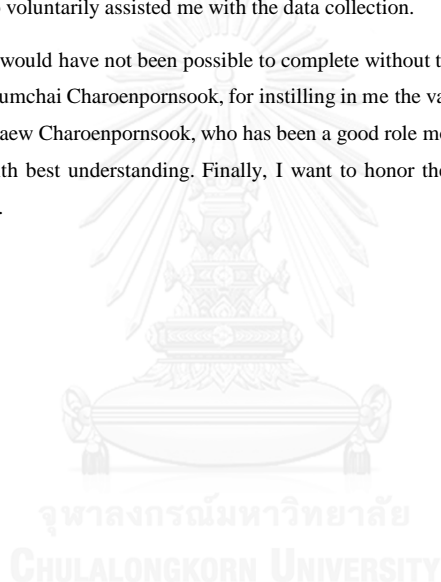 voluntarily assisted me with the data collection.
would have not been possible to complete without t
umchai Charoenpornsook, for instilling in me the va
aew Charoenpornsook, who has been a good role mo
th best understanding. Finally, I want to honor the
.
จุฬาลงกรณ์มหาวิทยาลัย
CHULALONGKORN UNIVERSITY